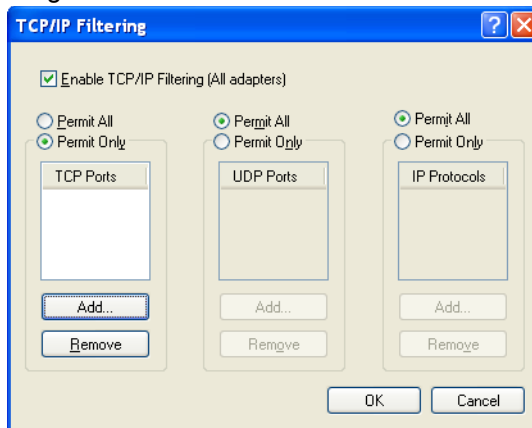 TCP/IP Filtering
Enable TCP/IP Filtering (All adapters)
Permit All Permit All Permit All
Permit Only Permit Only Permit Only
TCP Ports UDP Ports IP Protocols
Add... Add... Add...
Remove Remove Remove
OK Cancel